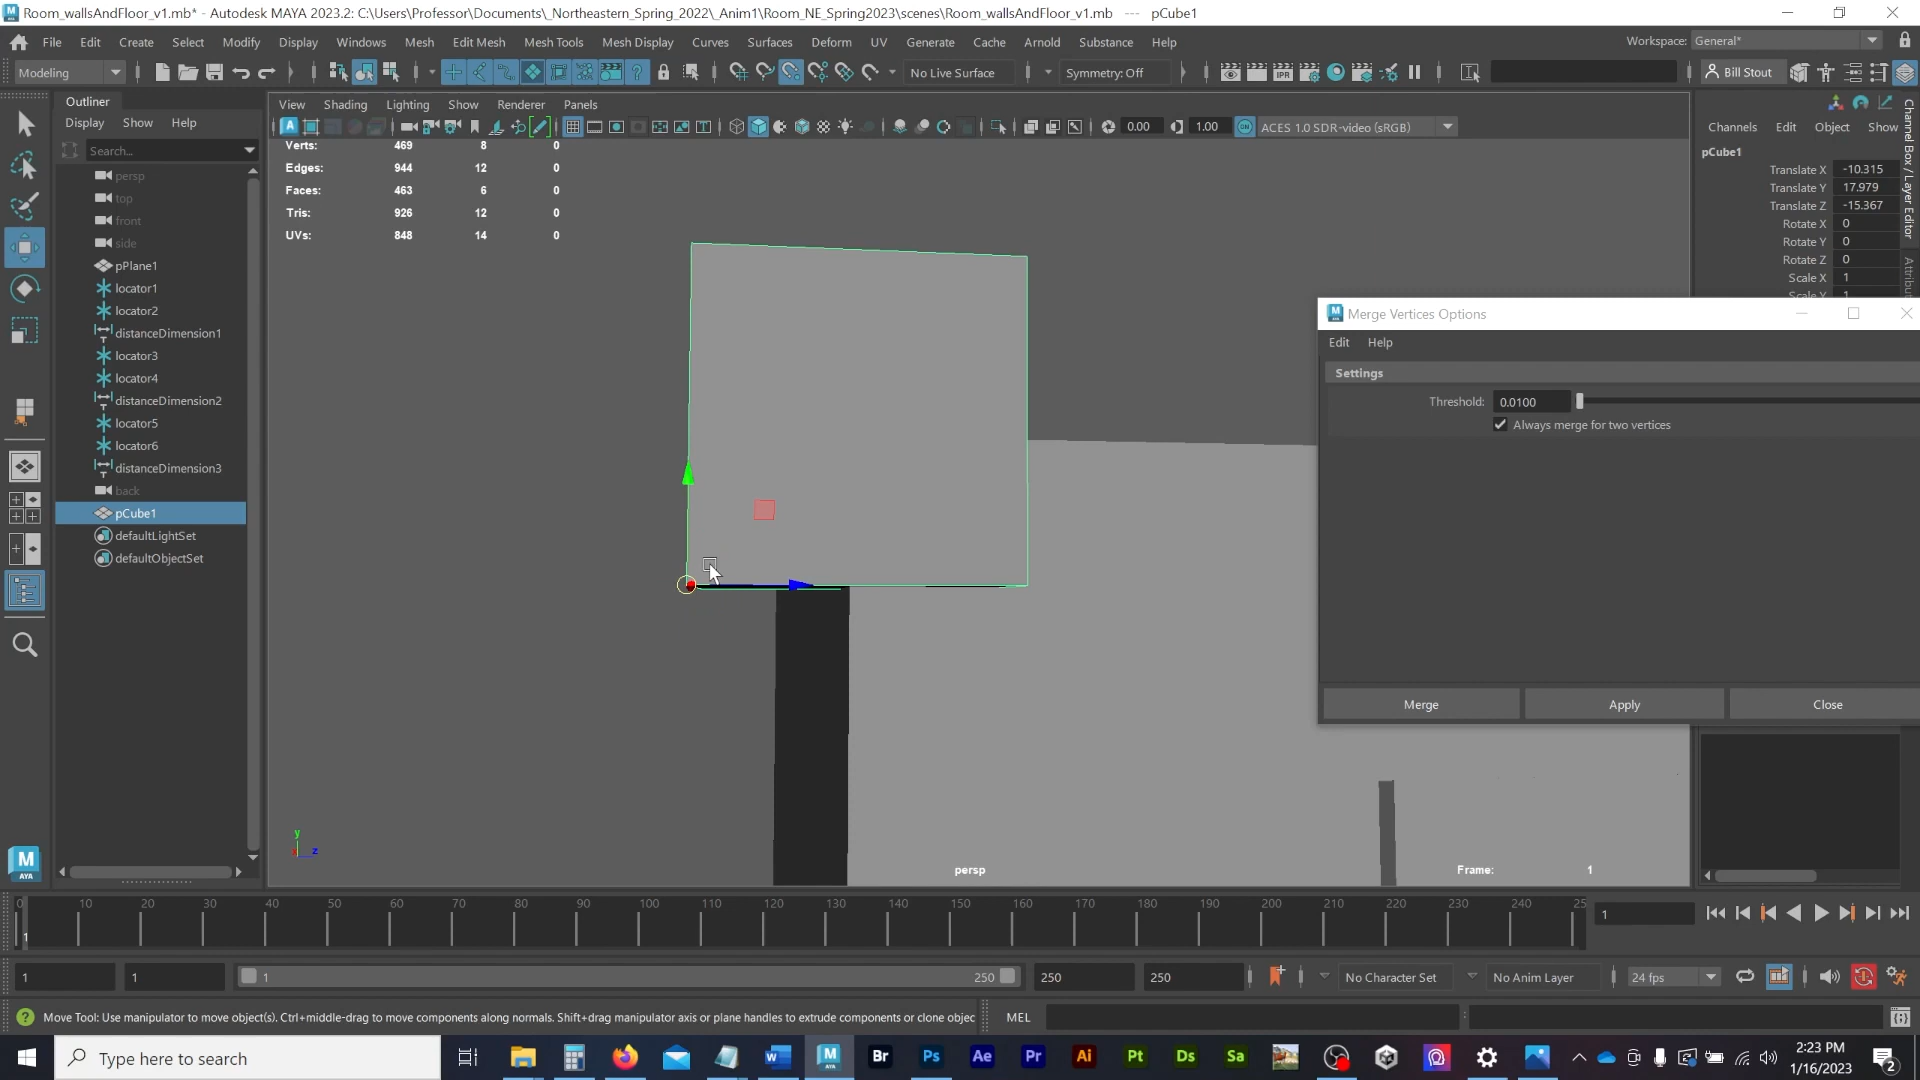 Room_wallsAndFloor_v1.mb* - Autodesk MAYA 2023.2: C:\Users\Professor\Documents\_Northeastern_Spring_2022\_Anim1\Room_NE_Spring2023\scenes\Room_wallsAndFloor_v1.mb --- pCube1
File Edit Create Select Modify Display Windows Mesh Edit Mesh Mesh Tools Mesh Display Curves Surfaces Deform UV Generate Cache Arnold Substance Help
Workspace: General*
Modeling
No Live Surface
Symmetry: Off
IPR
Bill Stout
Outliner
Display Show Help
Search...
persp
top
front
side
pPlane1
locator1
locator2
distanceDimension1
locator3
locator4
distanceDimension2
locator5
locator6
distanceDimension3
back
pCube1
defaultLightSet
defaultObjectSet
View Shading Lighting Show Renderer Panels
0.00
1.00
ACES 1.0 SDR-video (sRGB)
Verts: 469 8 0
Edges: 944 12 0
Faces: 463 6 0
Tris: 926 12 0
UVs: 848 14 0
persp
Frame: 1
y
z
Channels Edit Object Show
pCube1
Translate X -10.315
Translate Y 17.979
Translate Z -15.367
Rotate X 0
Rotate Y 0
Rotate Z 0
Scale X 1
Channel Box / Layer Editor
Merge Vertices Options
Edit Help
Settings
Threshold: 0.0100
Always merge for two vertices
Merge Apply Close
M
AYA
0 10 20 30 40 50 60 70 80 90 100 110 120 130 140 150 160 170 180 190 200 210 220 230 240 25
1
1
1 1 1 250 250 250
No Character Set
No Anim Layer
24 fps
Move Tool: Use manipulator to move object(s). Ctrl+middle-drag to move components along normals. Shift+drag manipulator axis or plane handles to extrude components or clone objec
MEL
Type here to search
Br Ps Ae Pr Ai Pt Ds Sa
2:23 PM
1/16/2023
2